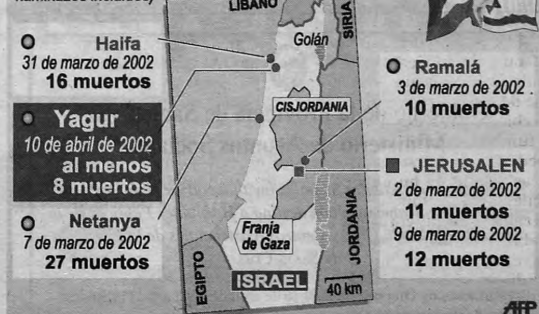 kamikazes incluidos)
Haifa
31 de marzo de 2002
16 muertos
Yagur
10 de abril de 2002
al menos
8 muertos
Netanya
7 de marzo de 2002
27 muertos
LIBANO
SIRIA
Golán
CISJORDANIA
Franja
de Gaza
JORDANIA
EGIPTO
ISRAEL
40 km
Ramalá
3 de marzo de 2002
10 muertos
JERUSALEN
2 de marzo de 2002
11 muertos
9 de marzo de 2002
12 muertos
AFP